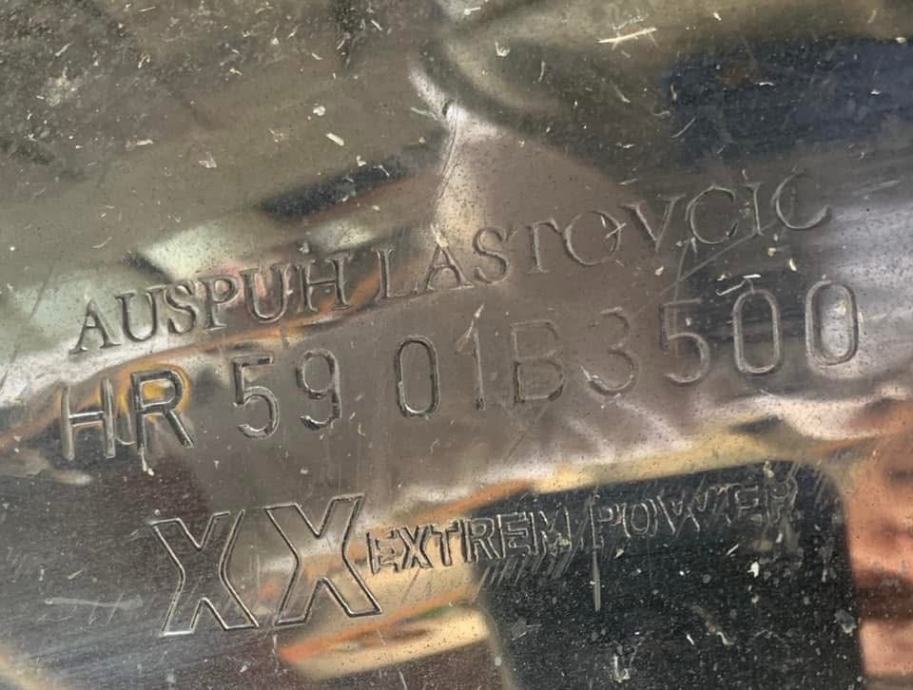 AUSPUH LASTOVCIC
HR 59 01B3500
XX EXTREM POWER